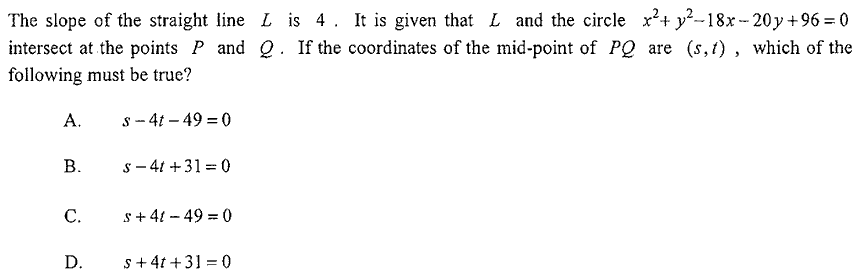 The slope of the straight line L is 4 . It is given that L and the circle x²+ y²−18x−20y+96=0
intersect at the points P and Q . If the coordinates of the mid-point of PQ are (s,t) , which of the
following must be true?
A. s−4t−49=0
B. s−4t+31=0
C. s+4t−49=0
D. s+4t+31=0